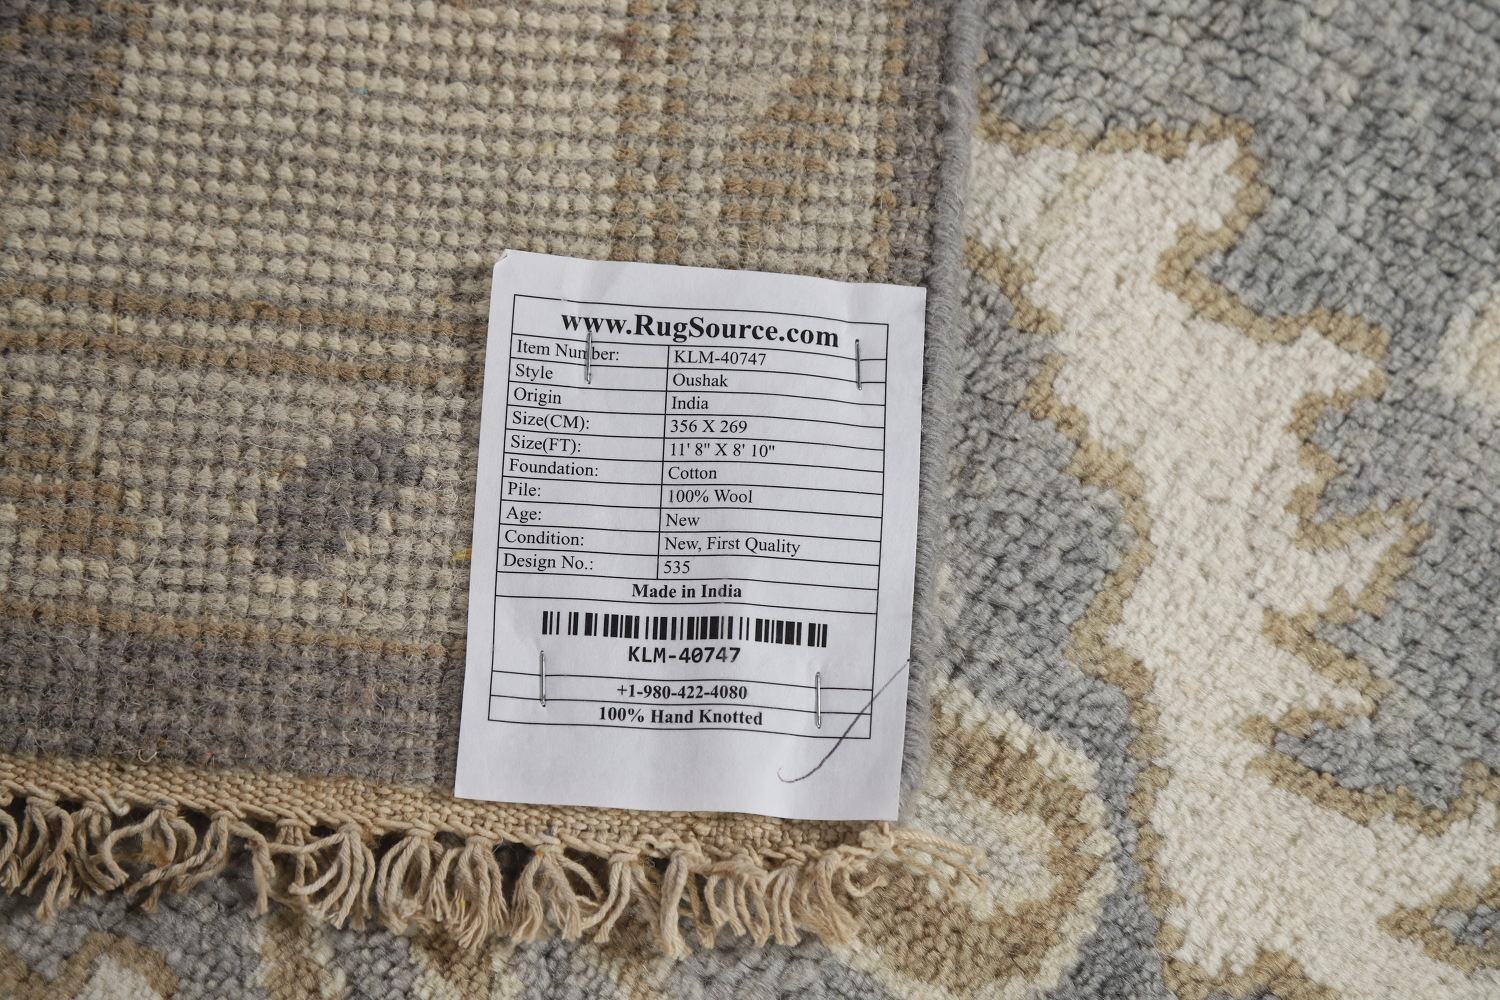 www.RugSource.com
Item Number: KLM-40747
Style Oushak
Origin India
Size(CM): 356 X 269
Size(FT): 11' 8" X 8' 10"
Foundation: Cotton
Pile: 100% Wool
Age: New
Condition: New, First Quality
Design No.: 535
Made in India
KLM-40747
+1-980-422-4080
100% Hand Knotted